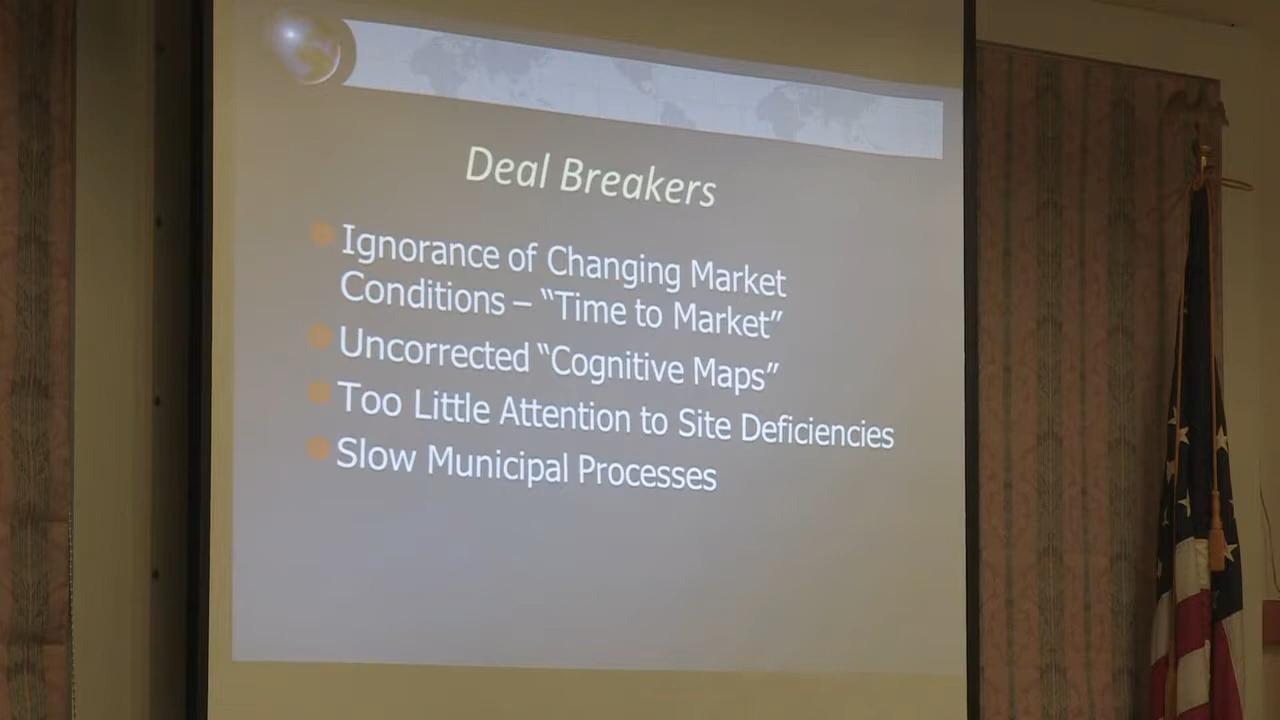 Deal Breakers
Ignorance of Changing Market
Conditions – “Time to Market”
Uncorrected “Cognitive Maps”
Too Little Attention to Site Deficiencies
Slow Municipal Processes